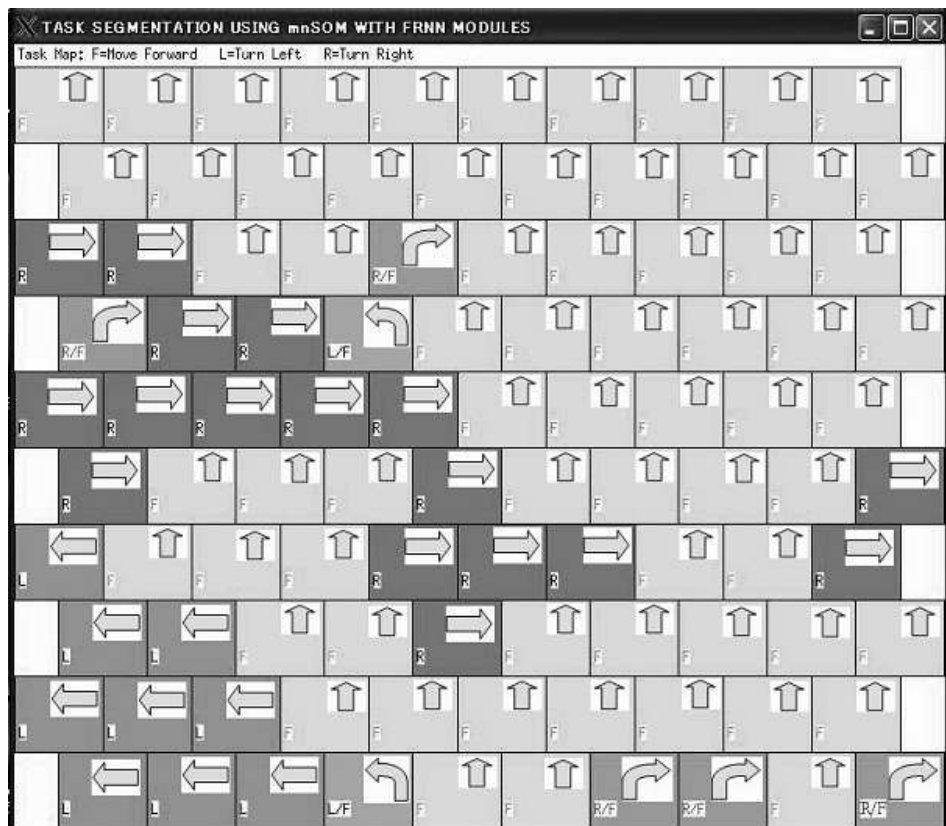 TASK SEGMENTATION USING mnSOM WITH FRNN MODULES
Task Map: F=Move Forward L=Turn Left R=Turn Right
F F F F F F F F F F
F F F F F F F F F F
R R F F R/F F F F F F
R/F R R L/F F F F F F F
R R R R R F F F F F
R F F F R F F F F R
L F F F R R R F F R
L L F F R F F F F F
L L L F F F F F F F
L L L L/F F F R/F R/F F R/F